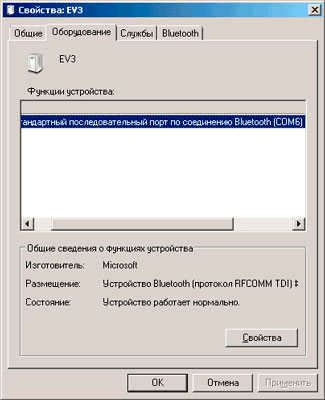 Свойства: EV3
Общие Оборудование Службы Bluetooth
EV3
Функции устройства:
тандартный последовательный порт по соединению Bluetooth (COM6)
Общие сведения о функциях устройства
Изготовитель: Microsoft
Размещение: Устройство Bluetooth (протокол RFCOMM TDI) ‡
Состояние: Устройство работает нормально.
Свойства
OK Отмена Применить